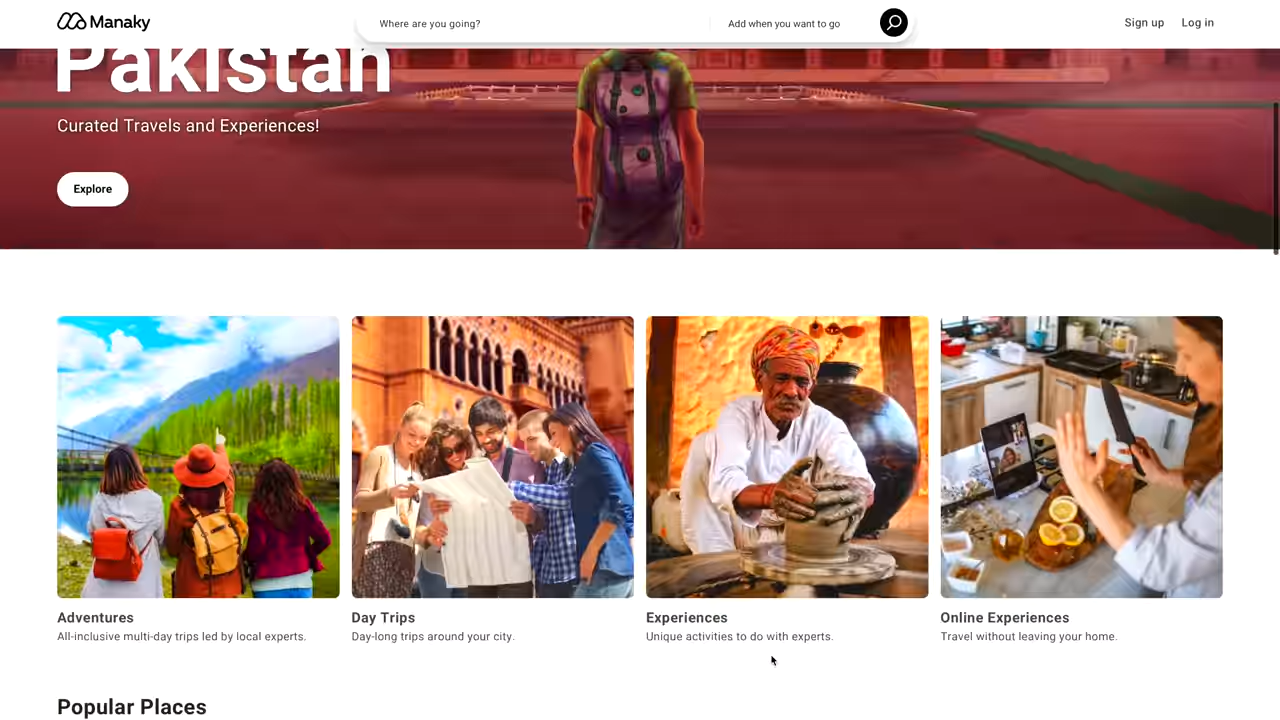 Manaky
Where are you going?
Add when you want to go
Sign up
Log in
Pakistan
Curated Travels and Experiences!
Explore
Adventures
All-inclusive multi-day trips led by local experts.
Day Trips
Day-long trips around your city.
Experiences
Unique activities to do with experts.
Online Experiences
Travel without leaving your home.
Popular Places